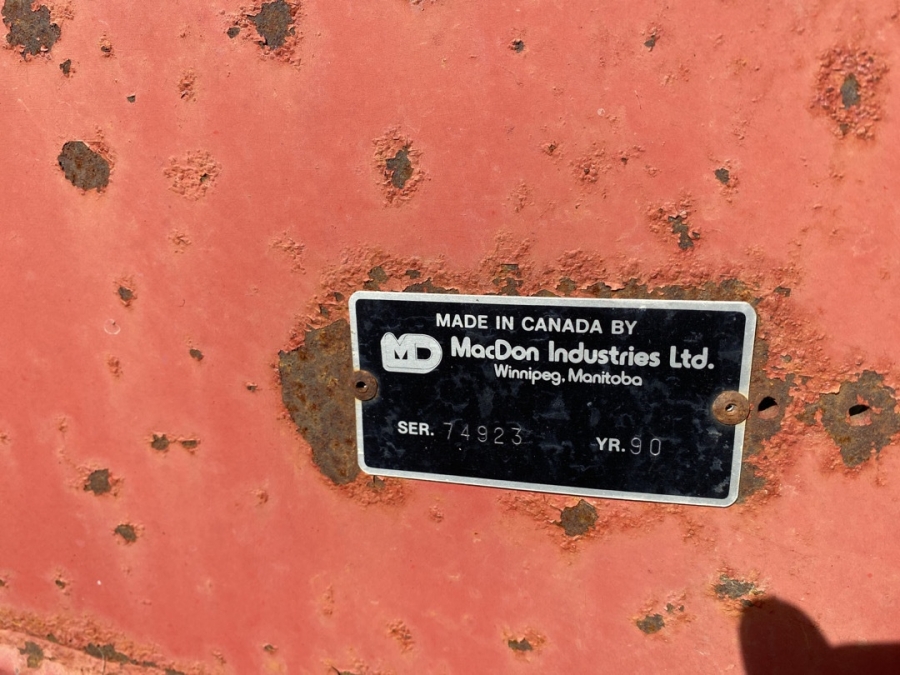 MADE IN CANADA BY
MD MacDon Industries Ltd.
Winnipeg, Manitoba
SER. 74923 YR. 90